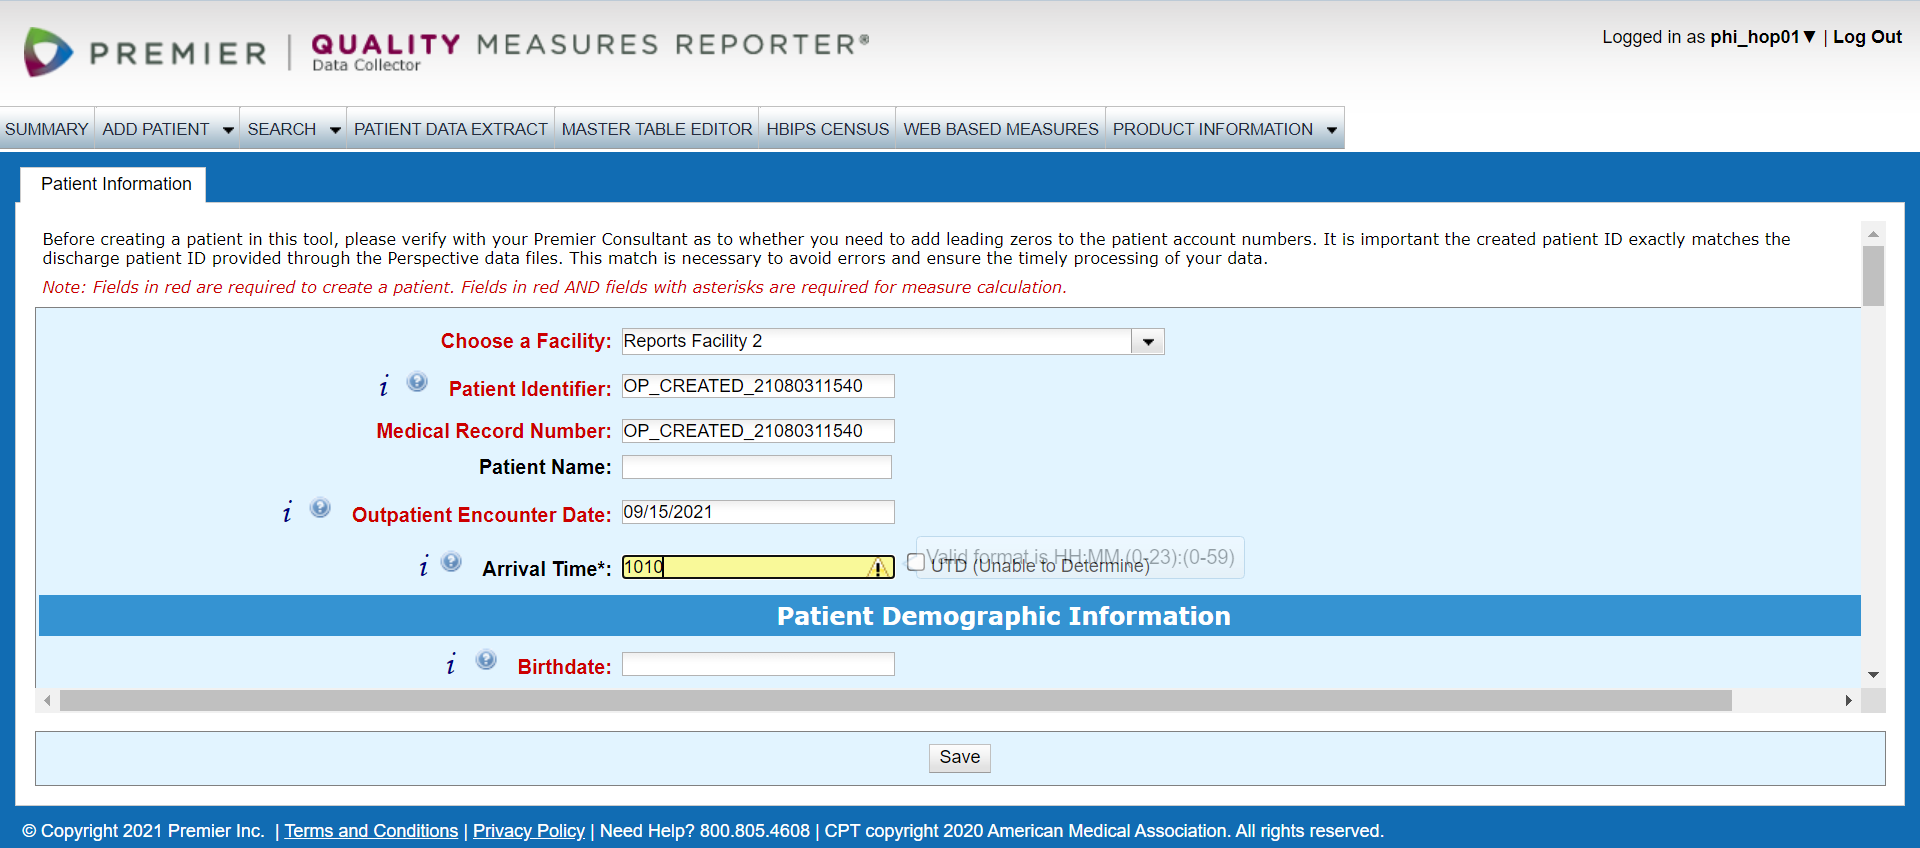 PREMIER | QUALITY MEASURES REPORTER®
Data Collector
Logged in as phi_hop01▼ | Log Out
SUMMARY ADD PATIENT SEARCH PATIENT DATA EXTRACT MASTER TABLE EDITOR HBIPS CENSUS WEB BASED MEASURES PRODUCT INFORMATION
Patient Information
Before creating a patient in this tool, please verify with your Premier Consultant as to whether you need to add leading zeros to the patient account numbers. It is important the created patient ID exactly matches the
discharge patient ID provided through the Perspective data files. This match is necessary to avoid errors and ensure the timely processing of your data.
Note: Fields in red are required to create a patient. Fields in red AND fields with asterisks are required for measure calculation.
Choose a Facility: Reports Facility 2
i ? Patient Identifier: OP_CREATED_21080311540
Medical Record Number: OP_CREATED_21080311540
Patient Name:
i ? Outpatient Encounter Date: 09/15/2021
i ? Arrival Time*: 1010 UTD (Unable to Determine)
Valid format is HH:MM (0-23):(0-59)
Patient Demographic Information
i ? Birthdate:
Save
© Copyright 2021 Premier Inc. | Terms and Conditions | Privacy Policy | Need Help? 800.805.4608 | CPT copyright 2020 American Medical Association. All rights reserved.